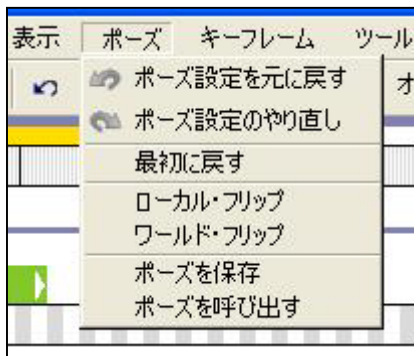 表示 ポーズ キーフレーム ツール
ポーズ設定を元に戻す
ポーズ設定のやり直し
最初に戻す
ローカル・フリップ
ワールド・フリップ
ポーズを保存
ポーズを呼び出す
オ